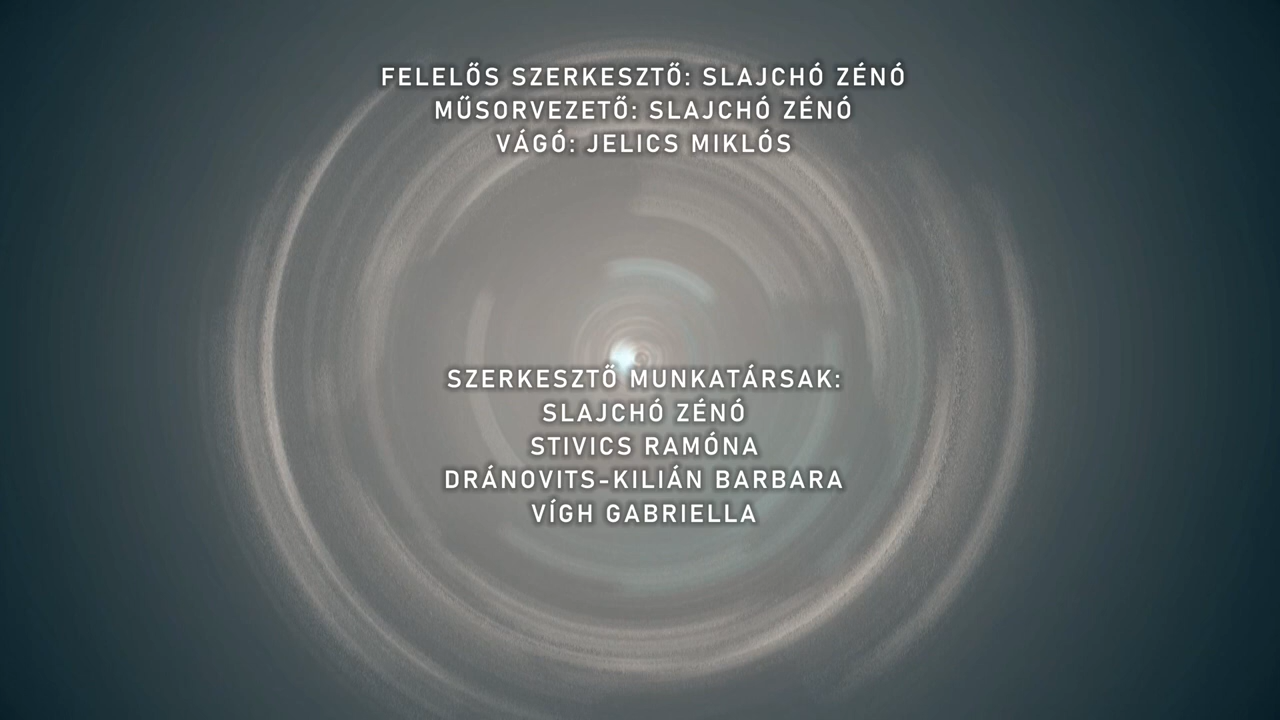 FELELŐS SZERKESZTŐ: SLAJCHÓ ZÉNÓ
MŰSORVEZETŐ: SLAJCHÓ ZÉNÓ
VÁGÓ: JELICS MIKLÓS
SZERKESZTŐ MUNKATÁRSAK:
SLAJCHÓ ZÉNÓ
STIVICS RAMÓNA
DRÁNOVITS-KILIÁN BARBARA
VÍGH GABRIELLA